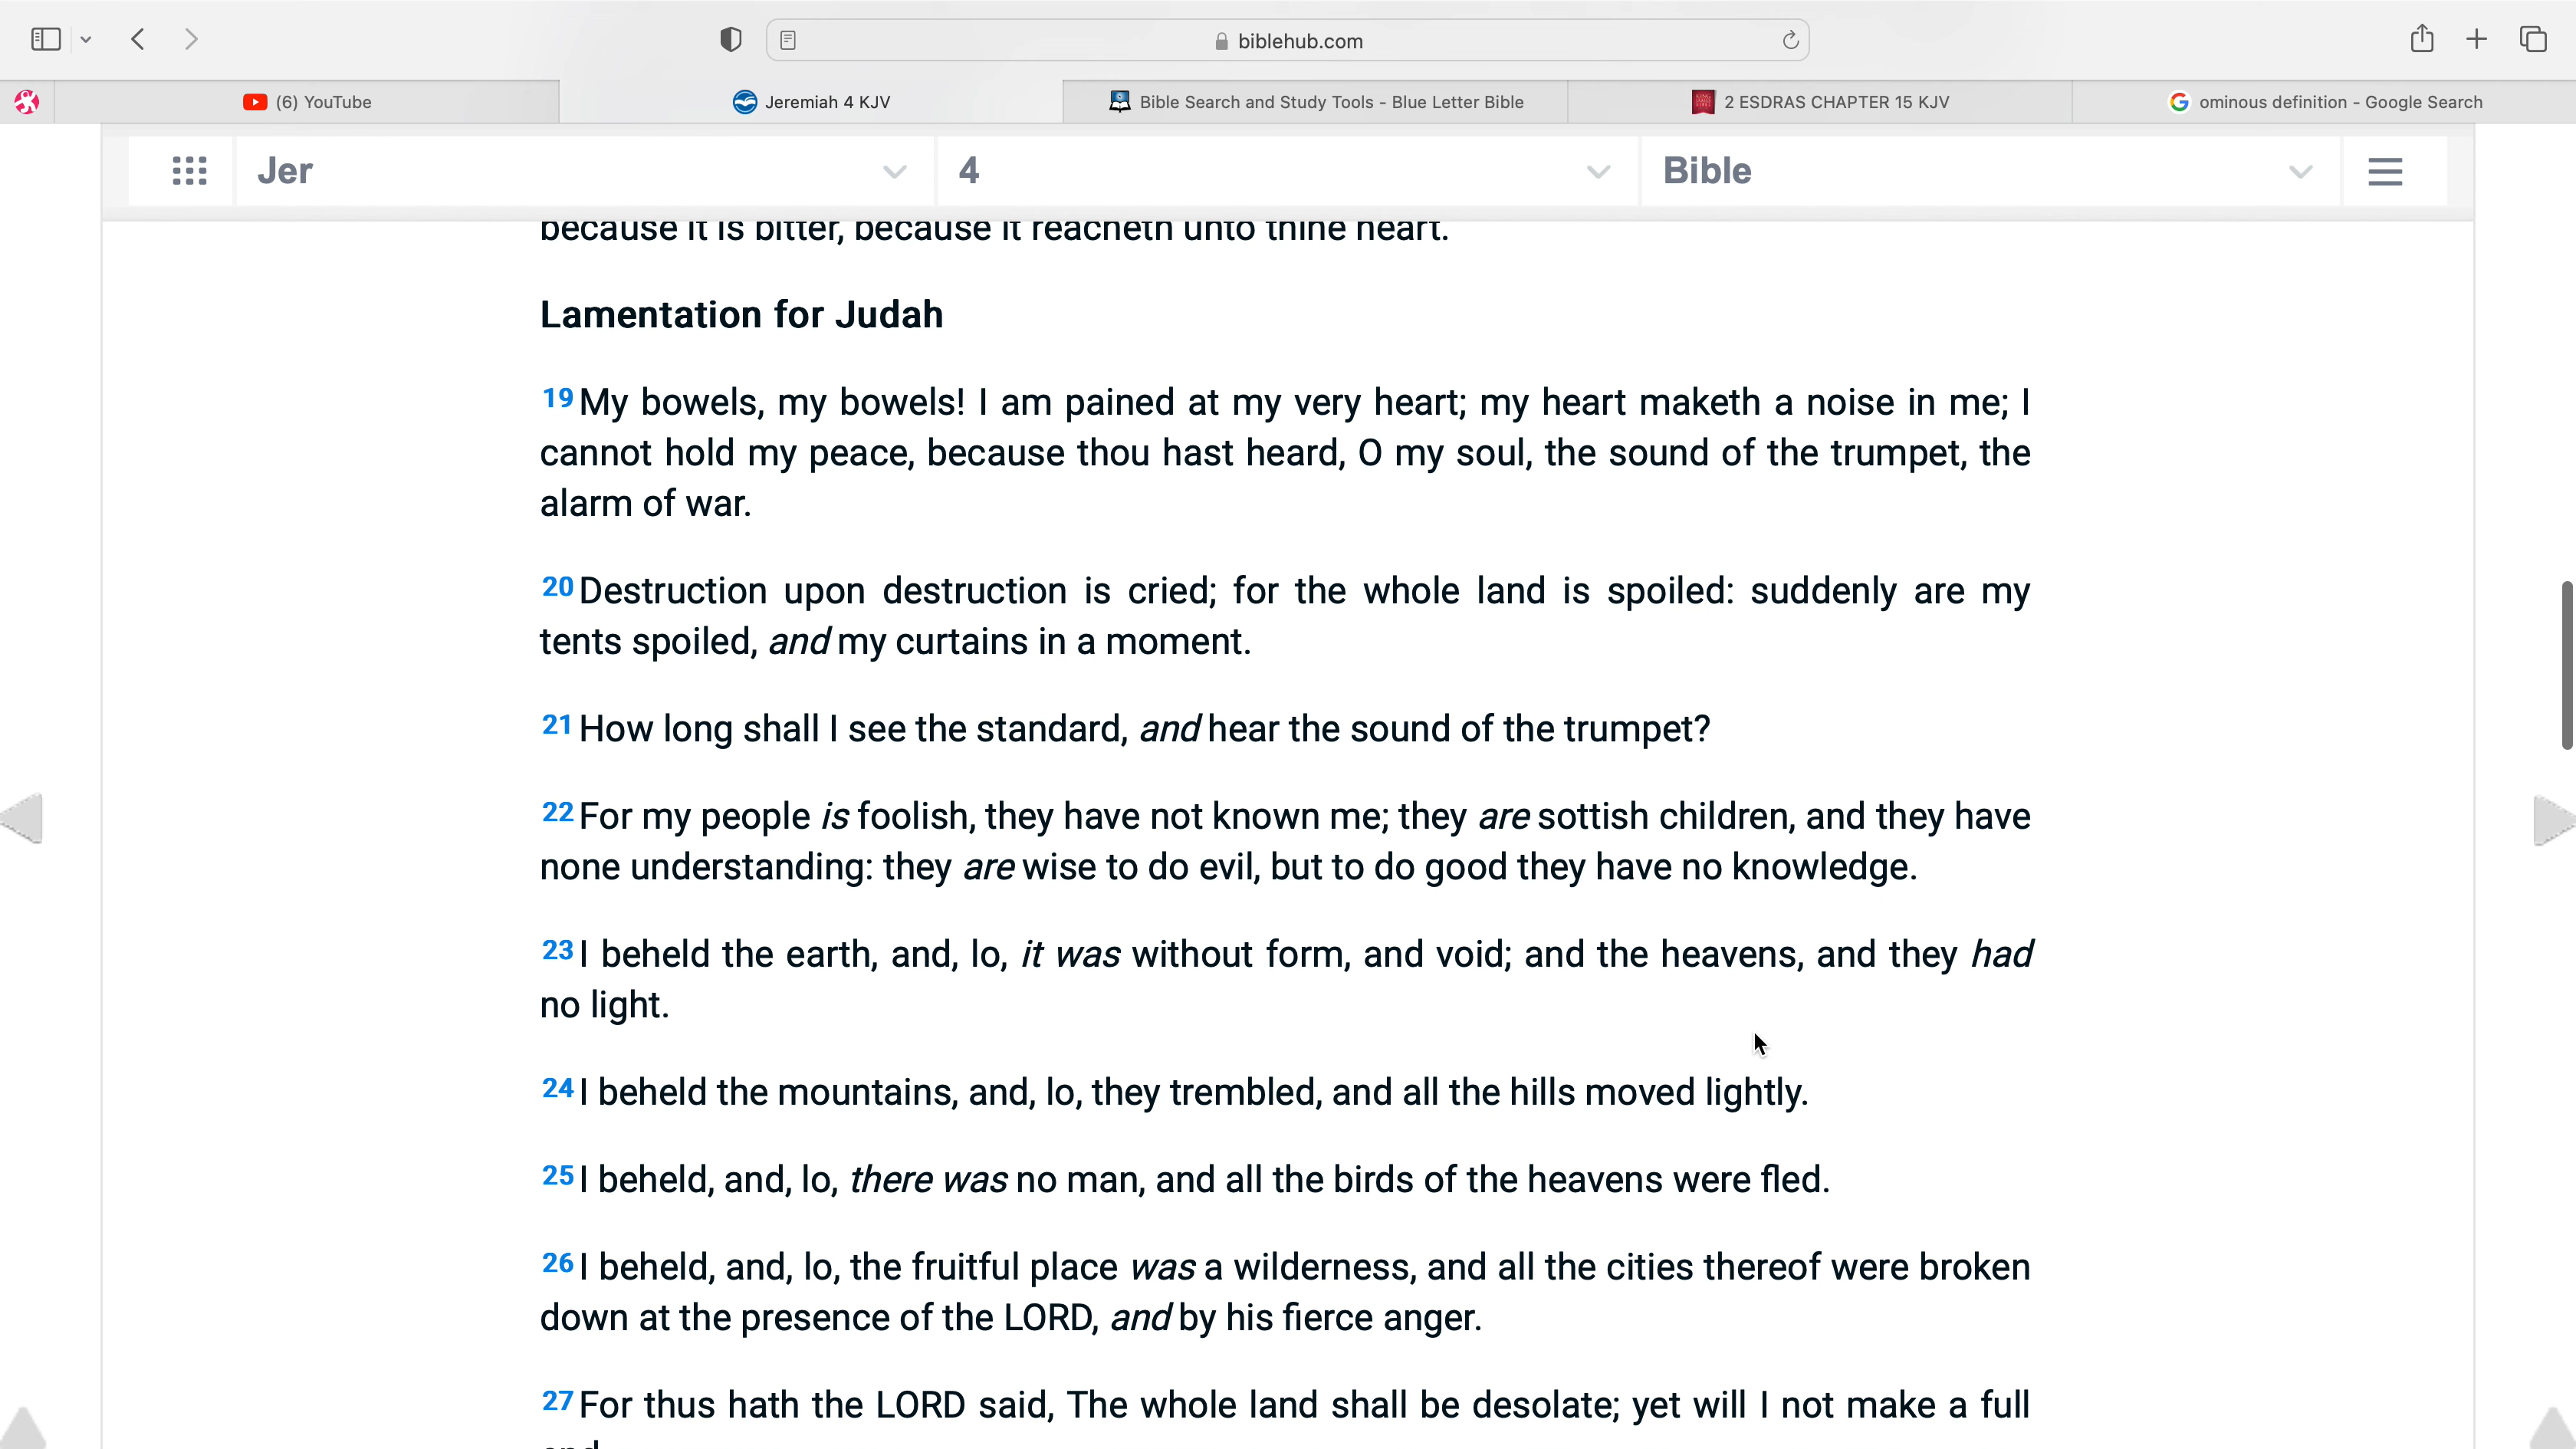 biblehub.com
(6) YouTube
Jeremiah 4 KJV
Bible Search and Study Tools - Blue Letter Bible
2 ESDRAS CHAPTER 15 KJV
ominous definition - Google Search
Jer
4
Bible
because it is bitter, because it reacheth unto thine heart.
Lamentation for Judah
19 My bowels, my bowels! I am pained at my very heart; my heart maketh a noise in me; I
cannot hold my peace, because thou hast heard, O my soul, the sound of the trumpet, the
alarm of war.
20 Destruction upon destruction is cried; for the whole land is spoiled: suddenly are my
tents spoiled, and my curtains in a moment.
21 How long shall I see the standard, and hear the sound of the trumpet?
22 For my people is foolish, they have not known me; they are sottish children, and they have
none understanding: they are wise to do evil, but to do good they have no knowledge.
23 I beheld the earth, and, lo, it was without form, and void; and the heavens, and they had
no light.
24 I beheld the mountains, and, lo, they trembled, and all the hills moved lightly.
25 I beheld, and, lo, there was no man, and all the birds of the heavens were fled.
26 I beheld, and, lo, the fruitful place was a wilderness, and all the cities thereof were broken
down at the presence of the LORD, and by his fierce anger.
27 For thus hath the LORD said, The whole land shall be desolate; yet will I not make a full